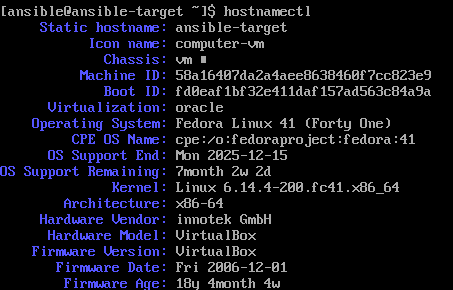 [ansible@ansible-target ~]$ hostnamectl
Static hostname: ansible-target
Icon name: computer-vm
Chassis: vm
Machine ID: 58a16407da2a4aee8638460f7cc823e9
Boot ID: fd0eaf1bf32e411daf157ad563c84a9a
Virtualization: oracle
Operating System: Fedora Linux 41 (Forty One)
CPE OS Name: cpe:/o:fedoraproject:fedora:41
OS Support End: Mon 2025-12-15
OS Support Remaining: 7month 2w 2d
Kernel: Linux 6.14.4-200.fc41.x86_64
Architecture: x86-64
Hardware Vendor: innotek GmbH
Hardware Model: VirtualBox
Firmware Version: VirtualBox
Firmware Date: Fri 2006-12-01
Firmware Age: 18y 4month 4w